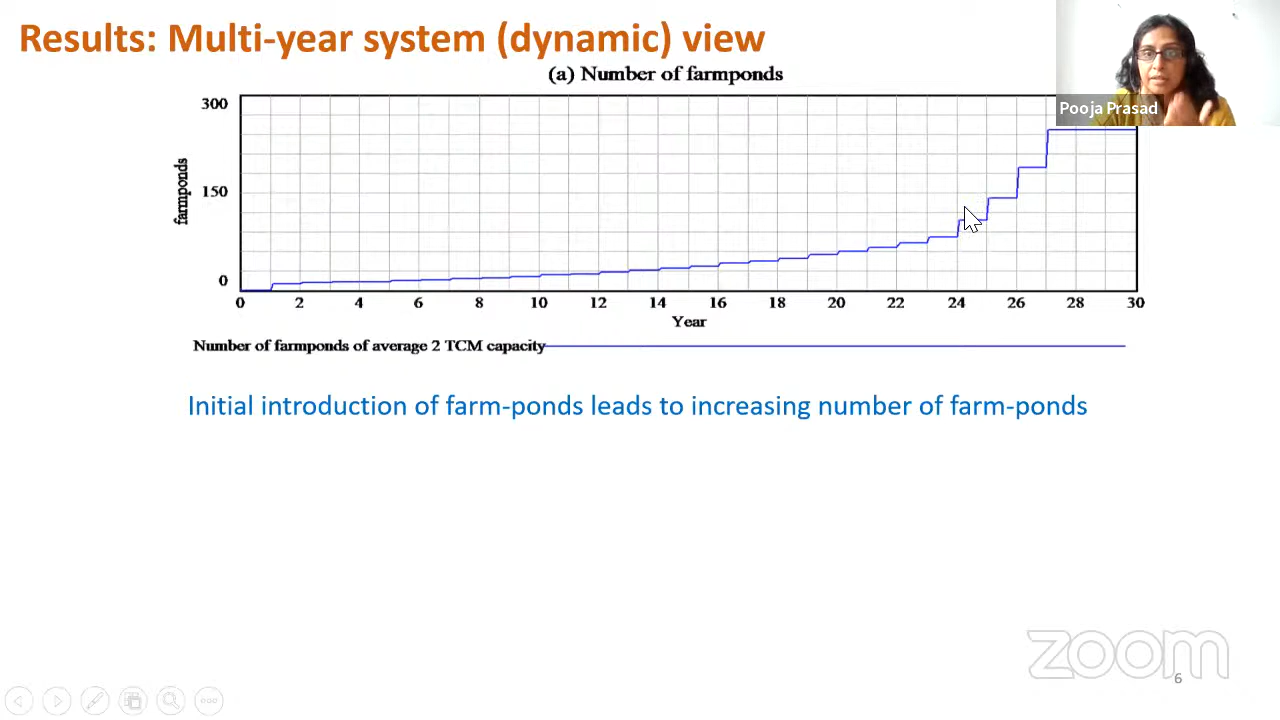 Results: Multi-year system (dynamic) view
(a) Number of farmponds
Pooja Prasad
300
150
0
farmponds
0 2 4 6 8 10 12 14 16 18 20 22 24 26 28 30
Year
Number of farmponds of average 2 TCM capacity
Initial introduction of farm-ponds leads to increasing number of farm-ponds
zoom
6